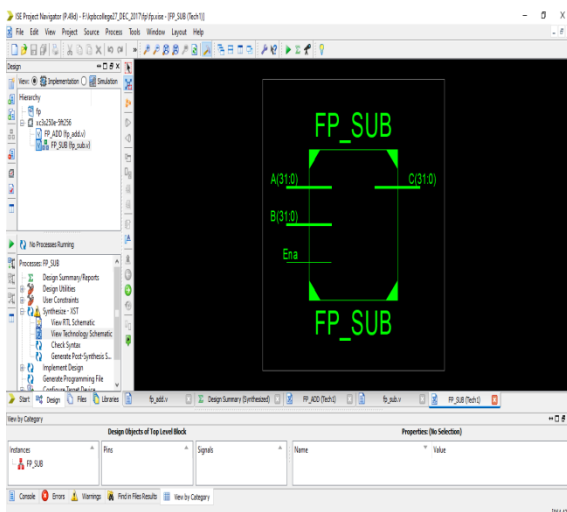 ISE Project Navigator (P.49d) - F:\kpbcollege27_DEC_2017\fp\fp.xise - [FP_SUB (Tech1)]
File Edit View Project Source Process Tools Window Layout Help
Design
View: Implementation Simulation
Hierarchy
fp
xc3s250e-5ft256
FP_ADD (fp_add.v)
FP_SUB (fp_sub.v)
No Processes Running
Processes: FP_SUB
Design Summary/Reports
Design Utilities
User Constraints
Synthesize - XST
View RTL Schematic
View Technology Schematic
Check Syntax
Generate Post-Synthesis S...
Implement Design
Generate Programming File
Configure Target Device
FP_SUB
A(31:0)
C(31:0)
B(31:0)
Ena
FP_SUB
Start Design Files Libraries
fp_add.v Design Summary (Synthesized) FP_ADD (Tech1) fp_sub.v FP_SUB (Tech1)
View by Category
Design Objects of Top Level Block Properties: (No Selection)
Instances Pins Signals Name Value
FP_SUB
Console Errors Warnings Find in Files Results View by Category